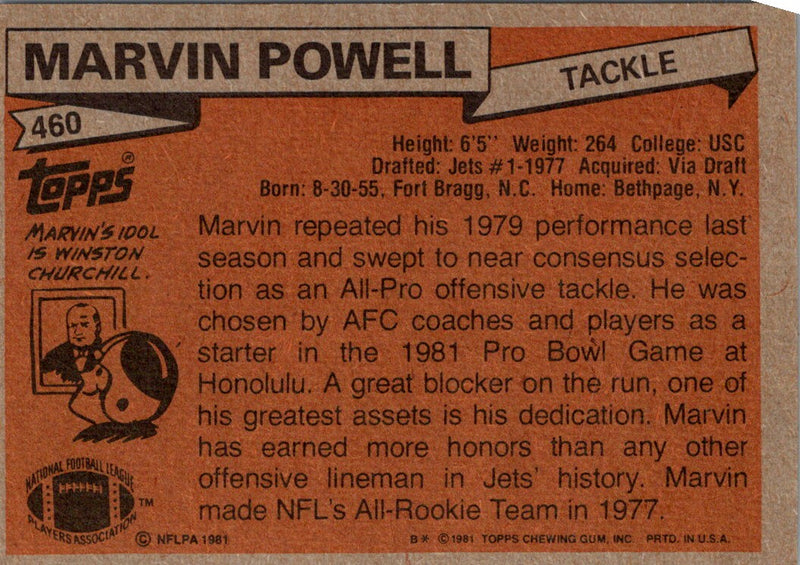 MARVIN POWELL
TACKLE
460
Topps®
Height: 6'5" Weight: 264 College: USC
Drafted: Jets #1-1977 Acquired: Via Draft
Born: 8-30-55, Fort Bragg, N.C. Home: Bethpage, N.Y.
MARVIN'S IDOL
IS WINSTON
CHURCHILL.
Marvin repeated his 1979 performance last
season and swept to near consensus selec-
tion as an All-Pro offensive tackle. He was
chosen by AFC coaches and players as a
starter in the 1981 Pro Bowl Game at
Honolulu. A great blocker on the run, one of
his greatest assets is his dedication. Marvin
has earned more honors than any other
offensive lineman in Jets' history. Marvin
made NFL's All-Rookie Team in 1977.
NATIONAL FOOTBALL LEAGUE
PLAYERS ASSOCIATION
TM
© NFLPA 1981
B* © 1981 TOPPS CHEWING GUM, INC. PRTD. IN U.S.A.